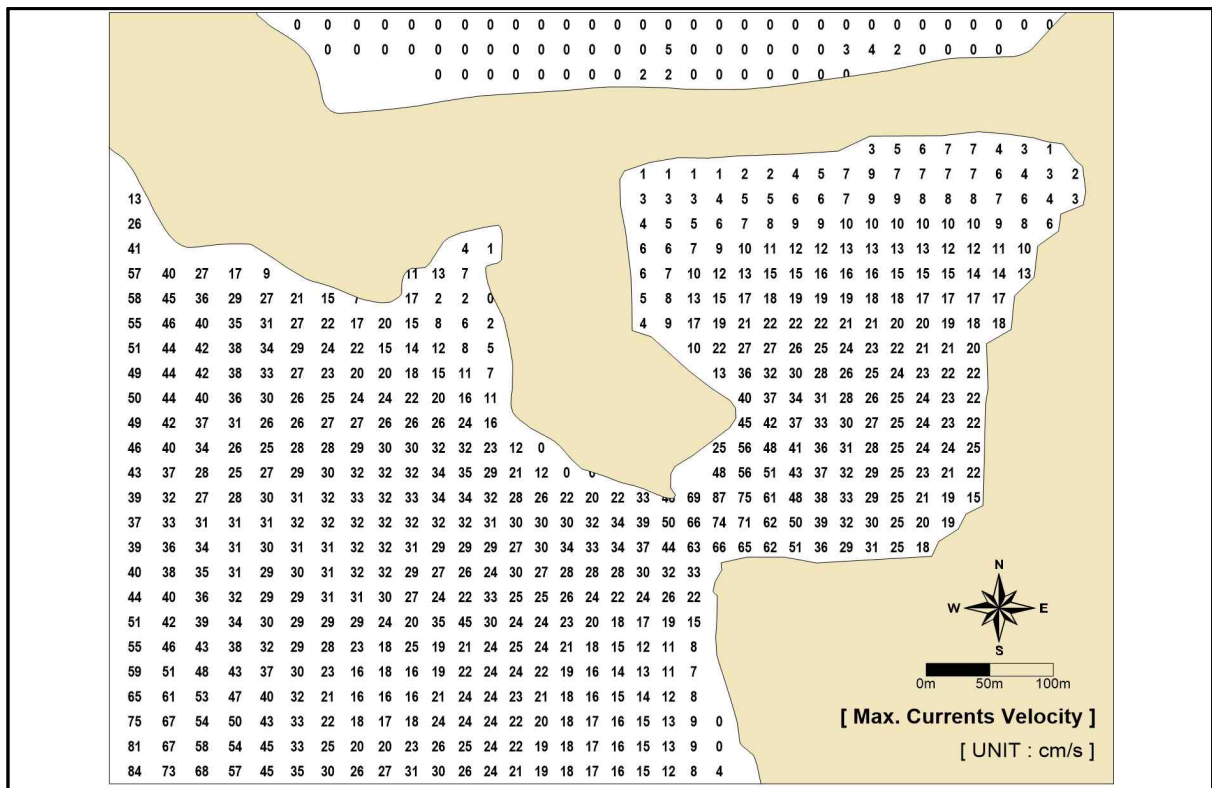 0 0 0 0 0 0 0 0 0 0 0 0 0 0 0 0 0 0 0 0 0 0 0 0 0 0 0 0 0 0
0 0 0 0 0 0 0 0 0 0 0 0 0 5 0 0 0 0 0 0 3 4 2 0 0 0 0
0 0 0 0 0 0 0 0 2 2 0 0 0 0 0 0 0
3 5 6 7 7 4 3 1
1 1 1 1 2 2 4 5 7 9 7 7 7 7 6 4 3 2
13 3 3 3 4 5 5 6 6 7 9 9 8 8 8 7 6 4 3
26 4 5 5 6 7 8 9 9 10 10 10 10 10 10 9 8 6
41 4 1 6 6 7 9 10 11 12 12 13 13 13 13 12 12 11 10
57 40 27 17 9 11 13 7 6 7 10 12 13 15 15 16 16 16 15 15 15 14 14 13
58 45 36 29 27 21 15 17 2 2 0 5 8 13 15 17 18 19 19 19 18 18 17 17 17 17
55 46 40 35 31 27 22 17 20 15 8 6 2 4 9 17 19 21 22 22 22 21 21 20 20 19 18 18
51 44 42 38 34 29 24 22 15 14 12 8 5 10 22 27 27 26 25 24 23 22 21 21 20
49 44 42 38 33 27 23 20 20 18 15 11 7 13 36 32 30 28 26 25 24 23 22 22
50 44 40 36 30 26 25 24 24 22 20 16 11 40 37 34 31 28 26 25 24 23 22
49 42 37 31 26 26 27 27 26 26 26 24 16 45 42 37 33 30 27 25 24 23 22
46 40 34 26 25 28 28 29 30 30 32 32 23 12 0 25 56 48 41 36 31 28 25 24 24 25
43 37 28 25 27 29 30 32 32 32 34 35 29 21 12 0 0 48 56 51 43 37 32 29 25 23 21 22
39 32 27 28 30 31 32 33 32 33 34 34 32 28 26 22 20 22 33 69 87 75 61 48 38 33 29 25 21 19 15
37 33 31 31 31 32 32 32 32 32 32 32 31 30 30 30 32 34 39 50 66 74 71 62 50 39 32 30 25 20 19
39 36 34 31 30 31 31 32 32 31 29 29 29 27 30 34 33 34 37 44 63 66 65 62 51 36 29 31 25 18
40 38 35 31 29 30 31 32 32 29 27 26 24 30 27 28 28 28 30 32 33
44 40 36 32 29 29 31 31 30 27 24 22 33 25 25 26 24 22 24 26 22
51 42 39 34 30 29 29 29 24 20 35 45 30 24 24 23 20 18 17 19 15
55 46 43 38 32 29 28 23 18 25 19 21 24 25 24 21 18 15 12 11 8
59 51 48 43 37 30 23 16 18 16 19 22 24 24 22 19 16 14 13 11 7
65 61 53 47 40 32 21 16 16 16 21 24 24 23 21 18 16 15 14 12 8
75 67 54 50 43 33 22 18 17 18 24 24 24 22 20 18 17 16 15 13 9 0
81 67 58 54 45 33 25 20 20 23 26 25 24 22 19 18 17 16 15 13 9 0
84 73 68 57 45 35 30 26 27 31 30 26 24 21 19 18 17 16 15 12 8 4
N
W E
S
0m 50m 100m
[ Max. Currents Velocity ]
[ UNIT : cm/s ]